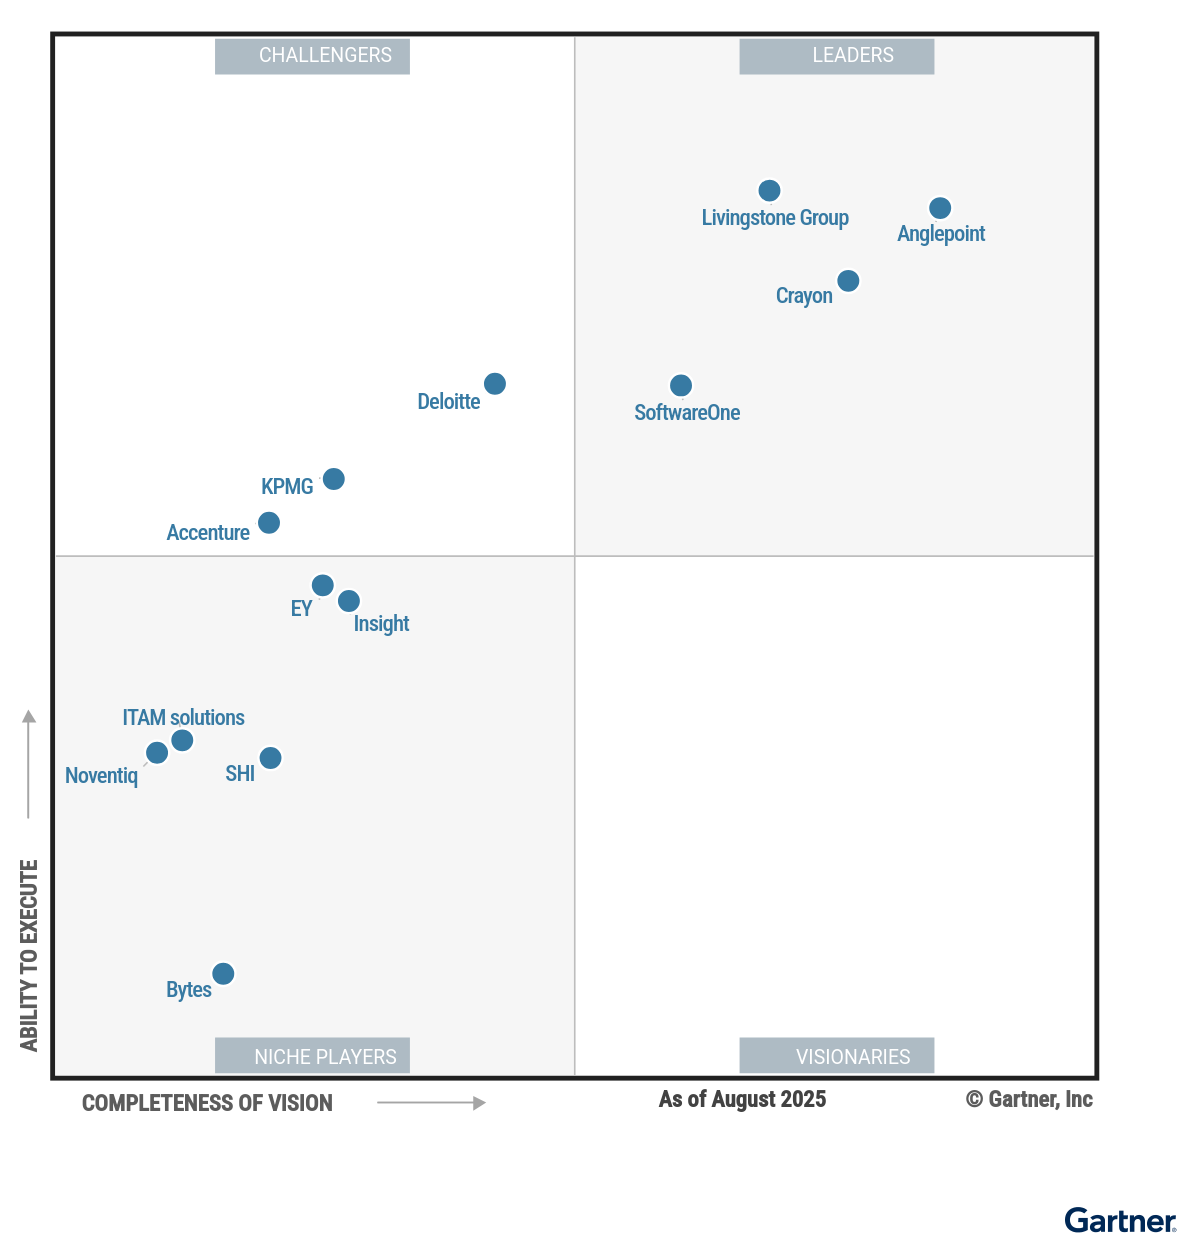 CHALLENGERS
LEADERS
Livingstone Group
Anglepoint
Crayon
Deloitte
SoftwareOne
KPMG
Accenture
EY
Insight
ITAM solutions
Noventiq
SHI
Bytes
NICHE PLAYERS
VISIONARIES
ABILITY TO EXECUTE
COMPLETENESS OF VISION
As of August 2025
© Gartner, Inc
Gartner®